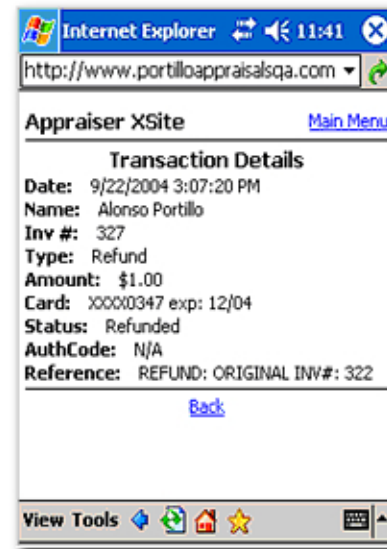 Internet Explorer 11:41
http://www.portilloappraisalsqa.com
Appraiser XSite Main Menu
Transaction Details
Date: 9/22/2004 3:07:20 PM
Name: Alonso Portillo
Inv #: 327
Type: Refund
Amount: $1.00
Card: XXXX0347 exp: 12/04
Status: Refunded
AuthCode: N/A
Reference: REFUND: ORIGINAL INV#: 322
Back
View Tools